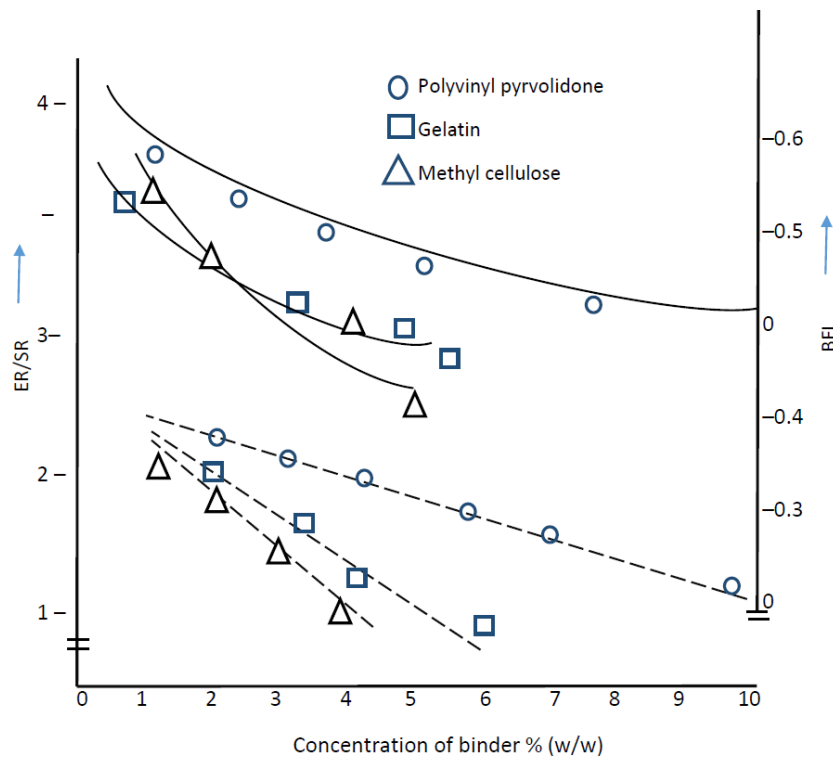 Polyvinyl pyrvolidone
Gelatin
Methyl cellulose
4 –
–
3–
2 –
1 –
ER/SR
–0.6
–0.5
0
–0.4
–0.3
0
0 1 2 3 4 5 6 7 8 9 10
Concentration of binder % (w/w)